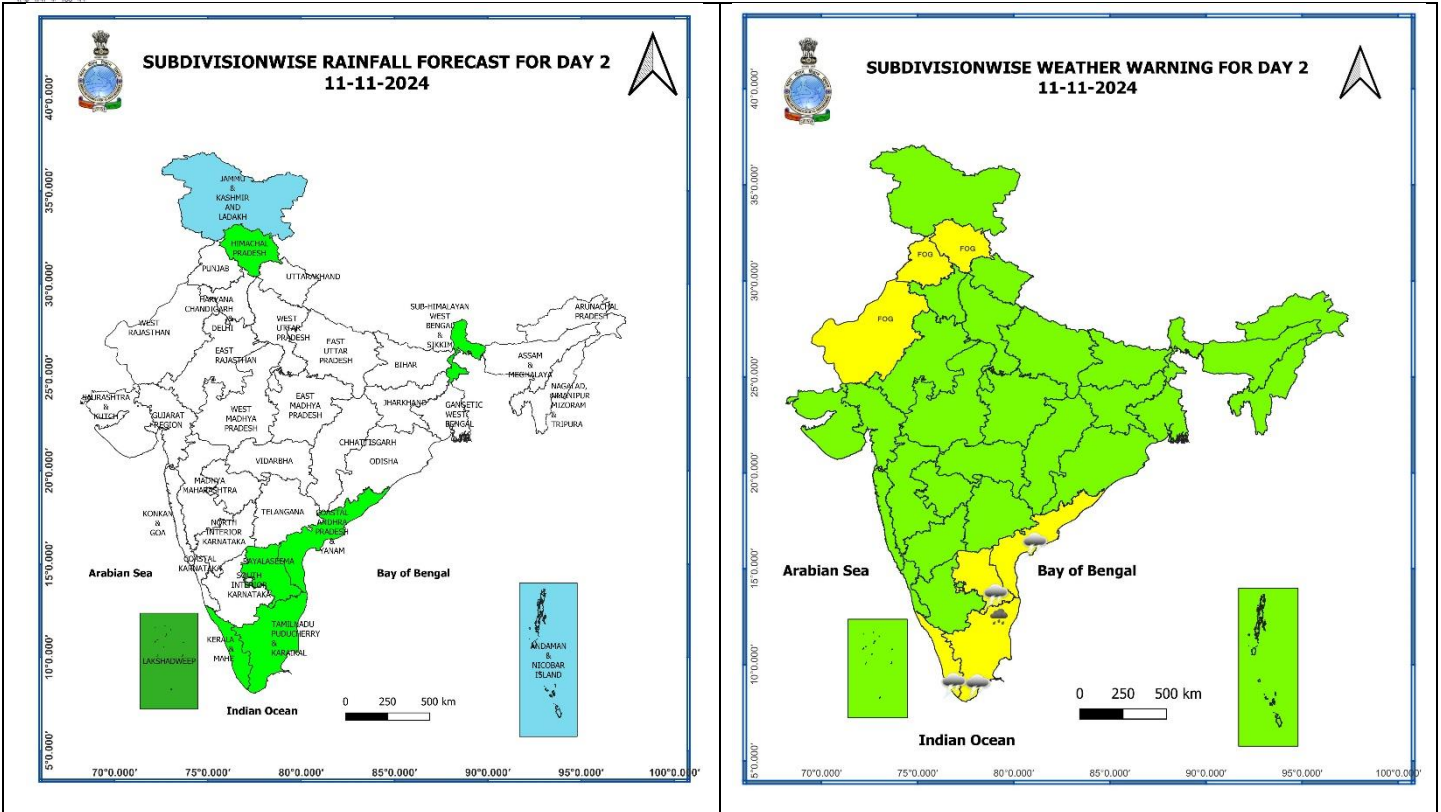 SUBDIVISIONWISE RAINFALL FORECAST FOR DAY 2
11-11-2024
40°0.000'
35°0.000'
30°0.000'
25°0.000'
20°0.000'
15°0.000'
10°0.000'
5°0.000'
JAMMU
&
KASHMIR
AND
LADAKH
HIMACHAL
PRADESH
PUNJAB
UTTARAKHAND
HARYANA
CHANDIGARH
&
DELHI
WEST
RAJASTHAN
WEST
UTTAR
PRADESH
SUB-HIMALAYAN
WEST
BENGAL
&
SIKKIM
ARUNACHAL
PRADESH
EAST
RAJASTHAN
EAST
UTTAR
PRADESH
BIHAR
ASSAM
&
MEGHALAYA
SAURASHTRA
&
KUTCH
GUJARAT
REGION
WEST
MADHYA
PRADESH
EAST
MADHYA
PRADESH
JHARKHAND
GANGETIC
WEST
BENGAL
MIZORAM
&
TRIPURA
CHHATTISGARH
ODISHA
VIDARBHA
MADHYA
MAHARASHTRA
KONKAN
&
GOA
NORTH
INTERIOR
KARNATAKA
TELANGANA
COASTAL
ANDHRA
PRADESH
&
YANAM
COASTAL
KARNATAKA
RAYALASEEMA
SOUTH
INTERIOR
KARNATAKA
Arabian Sea
Bay of Bengal
KERALA
&
MAHE
TAMILNADU
PUDUCHERRY
&
KARAIKAL
LAKSHADWEEP
ANDAMAN
&
NICOBAR
ISLAND
0 250 500 km
Indian Ocean
70°0.000' 75°0.000' 80°0.000' 85°0.000' 90°0.000' 95°0.000' 100°0.000'
SUBDIVISIONWISE WEATHER WARNING FOR DAY 2
11-11-2024
40°0.000'
35°0.000'
30°0.000'
25°0.000'
20°0.000'
15°0.000'
10°0.000'
5°0.000'
FOG
FOG
FOG
Arabian Sea
Bay of Bengal
0 250 500 km
Indian Ocean
70°0.000' 75°0.000' 80°0.000' 85°0.000' 90°0.000' 95°0.000' 100°0.000'